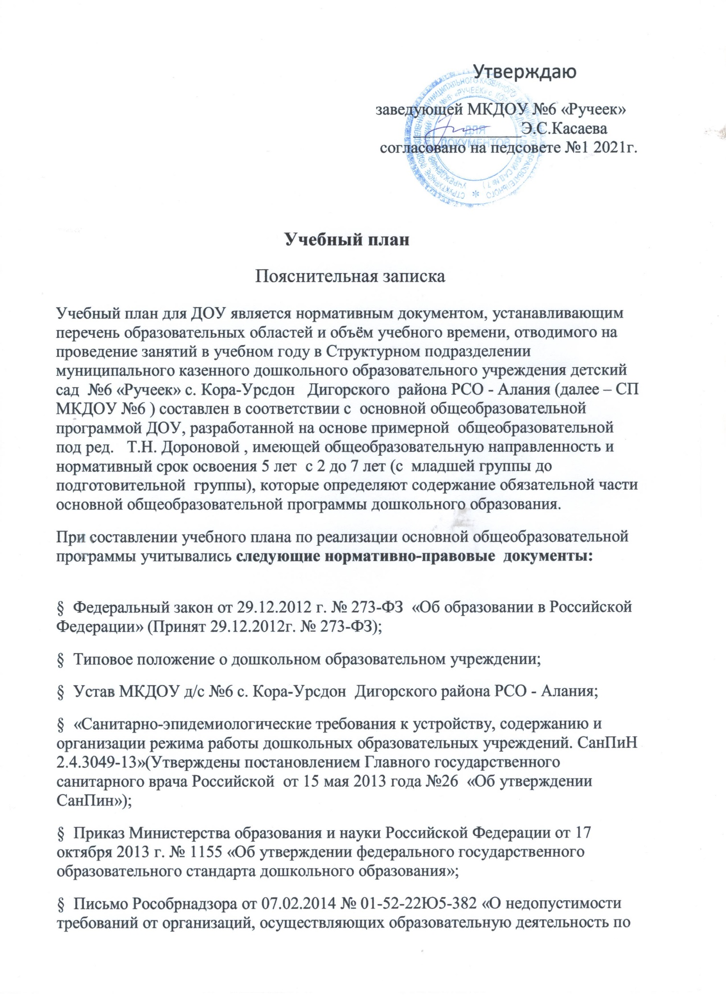 Утверждаю
заведующей МКДОУ №6 «Ручеек»
Э.С.Касаева
согласовано на педсовете №1 2021г.
ДЛЯ
ДОКУМЕНТОВ
Учебный план
Пояснительная записка
Учебный план для ДОУ является нормативным документом, устанавливающим
перечень образовательных областей и объём учебного времени, отводимого на
проведение занятий в учебном году в Структурном подразделении
муниципального казенного дошкольного образовательного учреждения детский
сад №6 «Ручеек» с. Кора-Урсдон Дигорского района РСО - Алания (далее – СП
МКДОУ №6 ) составлен в соответствии с основной общеобразовательной
программой ДОУ, разработанной на основе примерной общеобразовательной
под ред. Т.Н. Дороновой , имеющей общеобразовательную направленность и
нормативный срок освоения 5 лет с 2 до 7 лет (с младшей группы до
подготовительной группы), которые определяют содержание обязательной части
основной общеобразовательной программы дошкольного образования.
При составлении учебного плана по реализации основной общеобразовательной
программы учитывались следующие нормативно-правовые документы:
§ Федеральный закон от 29.12.2012 г. № 273-ФЗ «Об образовании в Российской
Федерации» (Принят 29.12.2012г. № 273-ФЗ);
§ Типовое положение о дошкольном образовательном учреждении;
§ Устав МКДОУ д/с №6 с. Кора-Урсдон Дигорского района РСО - Алания;
§ «Санитарно-эпидемиологические требования к устройству, содержанию и
организации режима работы дошкольных образовательных учреждений. СанПиН
2.4.3049-13»(Утверждены постановлением Главного государственного
санитарного врача Российской от 15 мая 2013 года №26 «Об утверждении
СанПин»);
§ Приказ Министерства образования и науки Российской Федерации от 17
октября 2013 г. № 1155 «Об утверждении федерального государственного
образовательного стандарта дошкольного образования»;
§ Письмо Рособрнадзора от 07.02.2014 № 01-52-22Ю5-382 «О недопустимости
требований от организаций, осуществляющих образовательную деятельность по